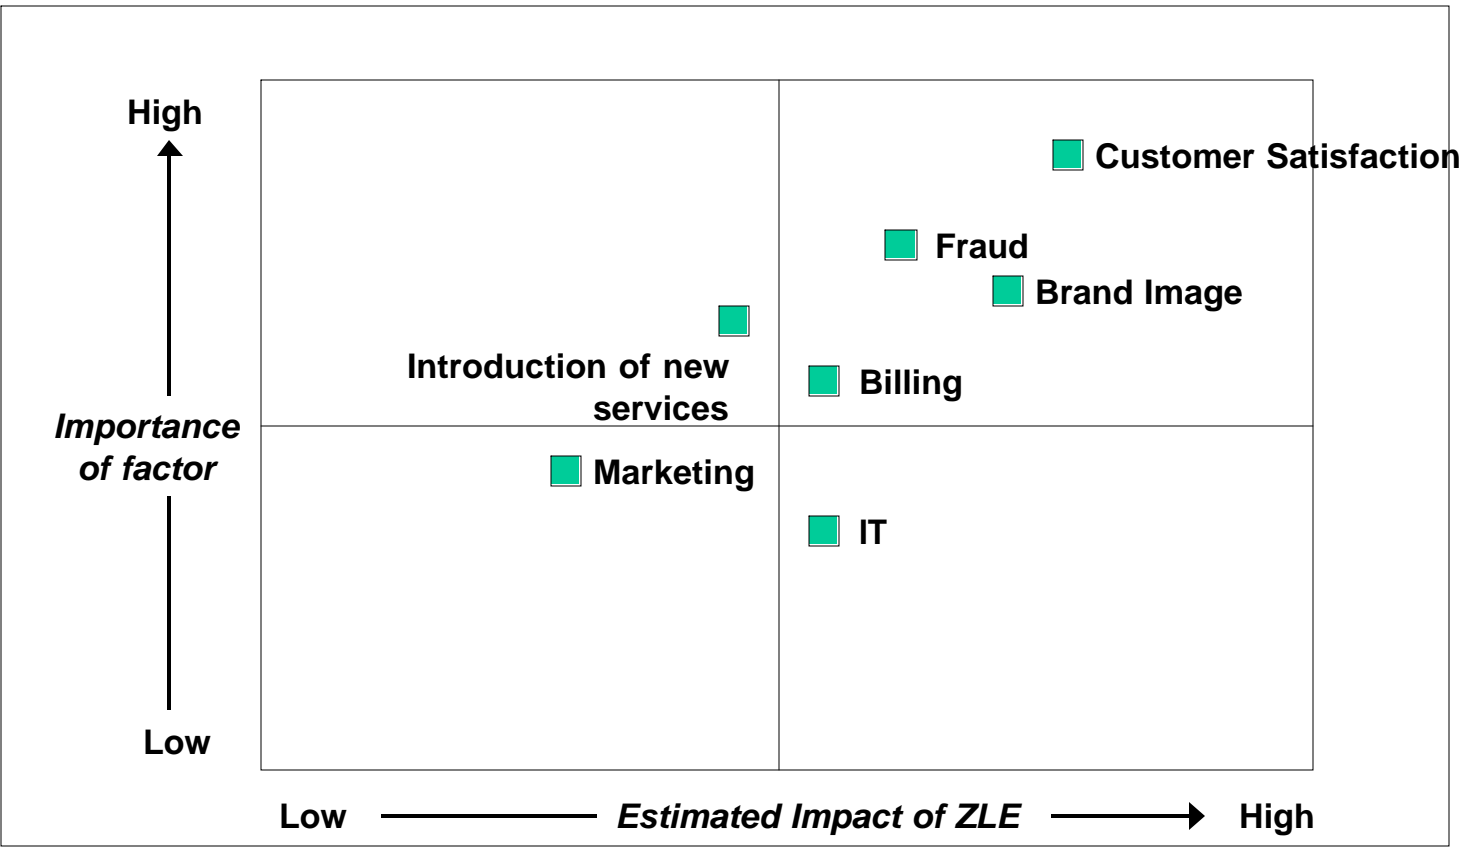 High
Customer Satisfaction
Fraud
Brand Image
Introduction of new
services
Billing
Importance
of factor
Marketing
IT
Low
Low
Estimated Impact of ZLE
High